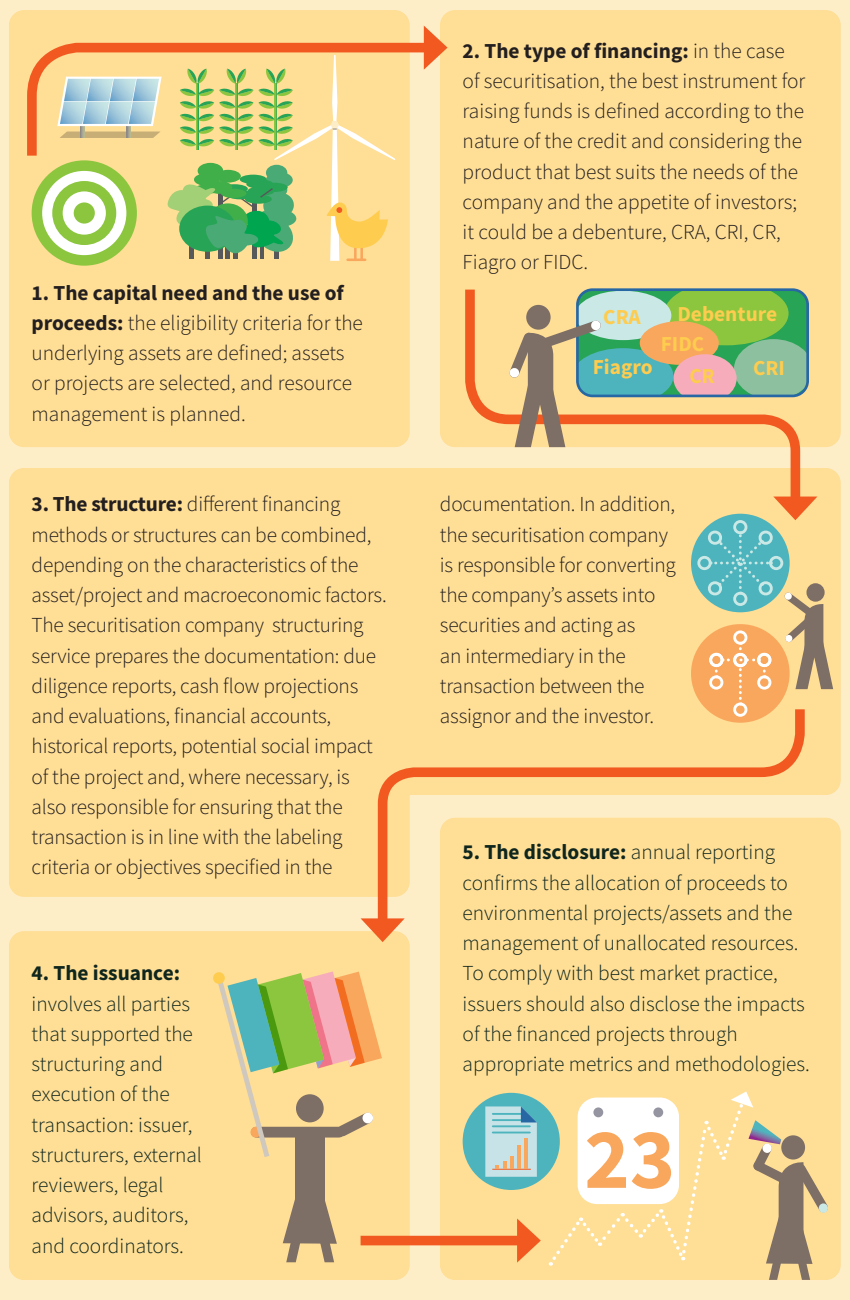 1. The capital need and the use of
proceeds: the eligibility criteria for the
underlying assets are defined; assets
or projects are selected, and resource
management is planned.
2. The type of financing: in the case
of securitisation, the best instrument for
raising funds is defined according to the
nature of the credit and considering the
product that best suits the needs of the
company and the appetite of investors;
it could be a debenture, CRA, CRI, CR,
Fiagro or FIDC.
CRA
Debenture
FIDC
Fiagro
CR
CRI
3. The structure: different financing
methods or structures can be combined,
depending on the characteristics of the
asset/project and macroeconomic factors.
The securitisation company structuring
service prepares the documentation: due
diligence reports, cash flow projections
and evaluations, financial accounts,
historical reports, potential social impact
of the project and, where necessary, is
also responsible for ensuring that the
transaction is in line with the labeling
criteria or objectives specified in the
documentation. In addition,
the securitisation company
is responsible for converting
the company’s assets into
securities and acting as
an intermediary in the
transaction between the
assignor and the investor.
4. The issuance:
involves all parties
that supported the
structuring and
execution of the
transaction: issuer,
structurers, external
reviewers, legal
advisors, auditors,
and coordinators.
5. The disclosure: annual reporting
confirms the allocation of proceeds to
environmental projects/assets and the
management of unallocated resources.
To comply with best market practice,
issuers should also disclose the impacts
of the financed projects through
appropriate metrics and methodologies.
23